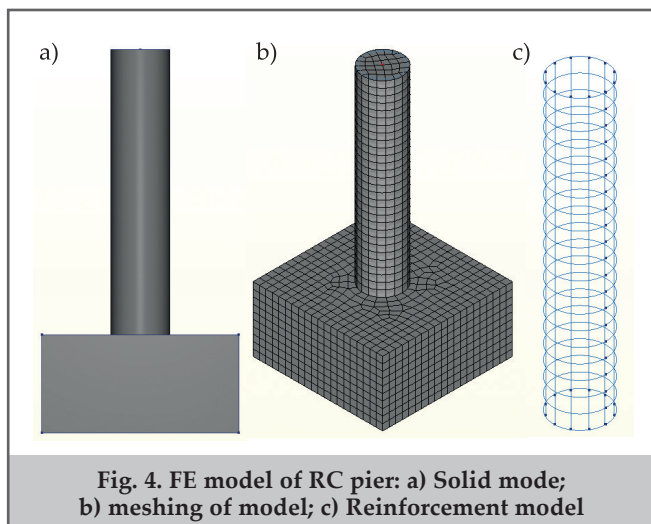 a)
b)
c)
Fig. 4. FE model of RC pier: a) Solid mode;
b) meshing of model; c) Reinforcement model